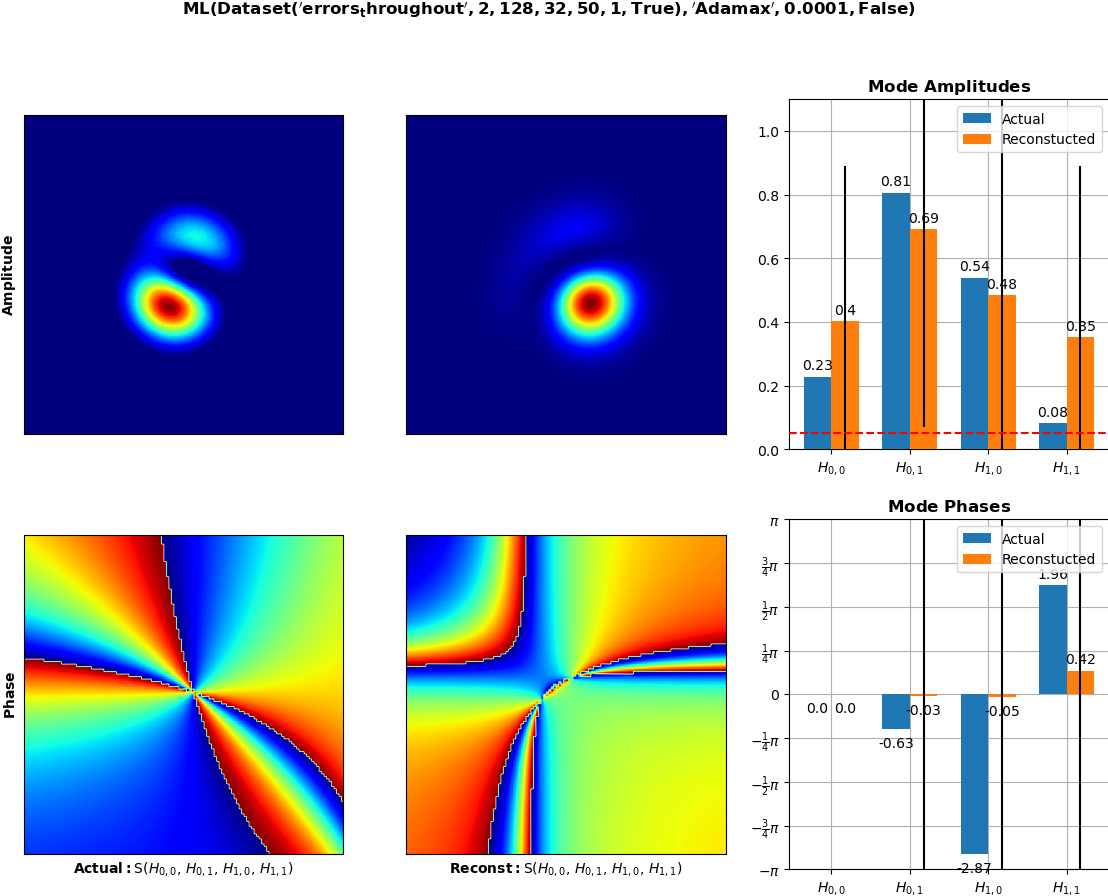 ML(Dataset('errors_throughout', 2, 128, 32, 50, 1, True), 'Adamax', 0.0001, False)
Mode Amplitudes
Amplitude
1.0
0.8
0.6
0.4
0.2
0.0
Actual
Reconstucted
0.23
0.4
0.81
0.69
0.54
0.48
0.08
0.35
H0,0
H0,1
H1,0
H1,1
Mode Phases
Phase
π
3/4π
1/2π
1/4π
0
−1/4π
−1/2π
−3/4π
−π
Actual
Reconstucted
0.0
0.0
-0.63
-0.03
-2.87
-0.05
1.96
0.42
H0,0
H0,1
H1,0
H1,1
Actual: S(H0,0, H0,1, H1,0, H1,1)
Reconst: S(H0,0, H0,1, H1,0, H1,1)